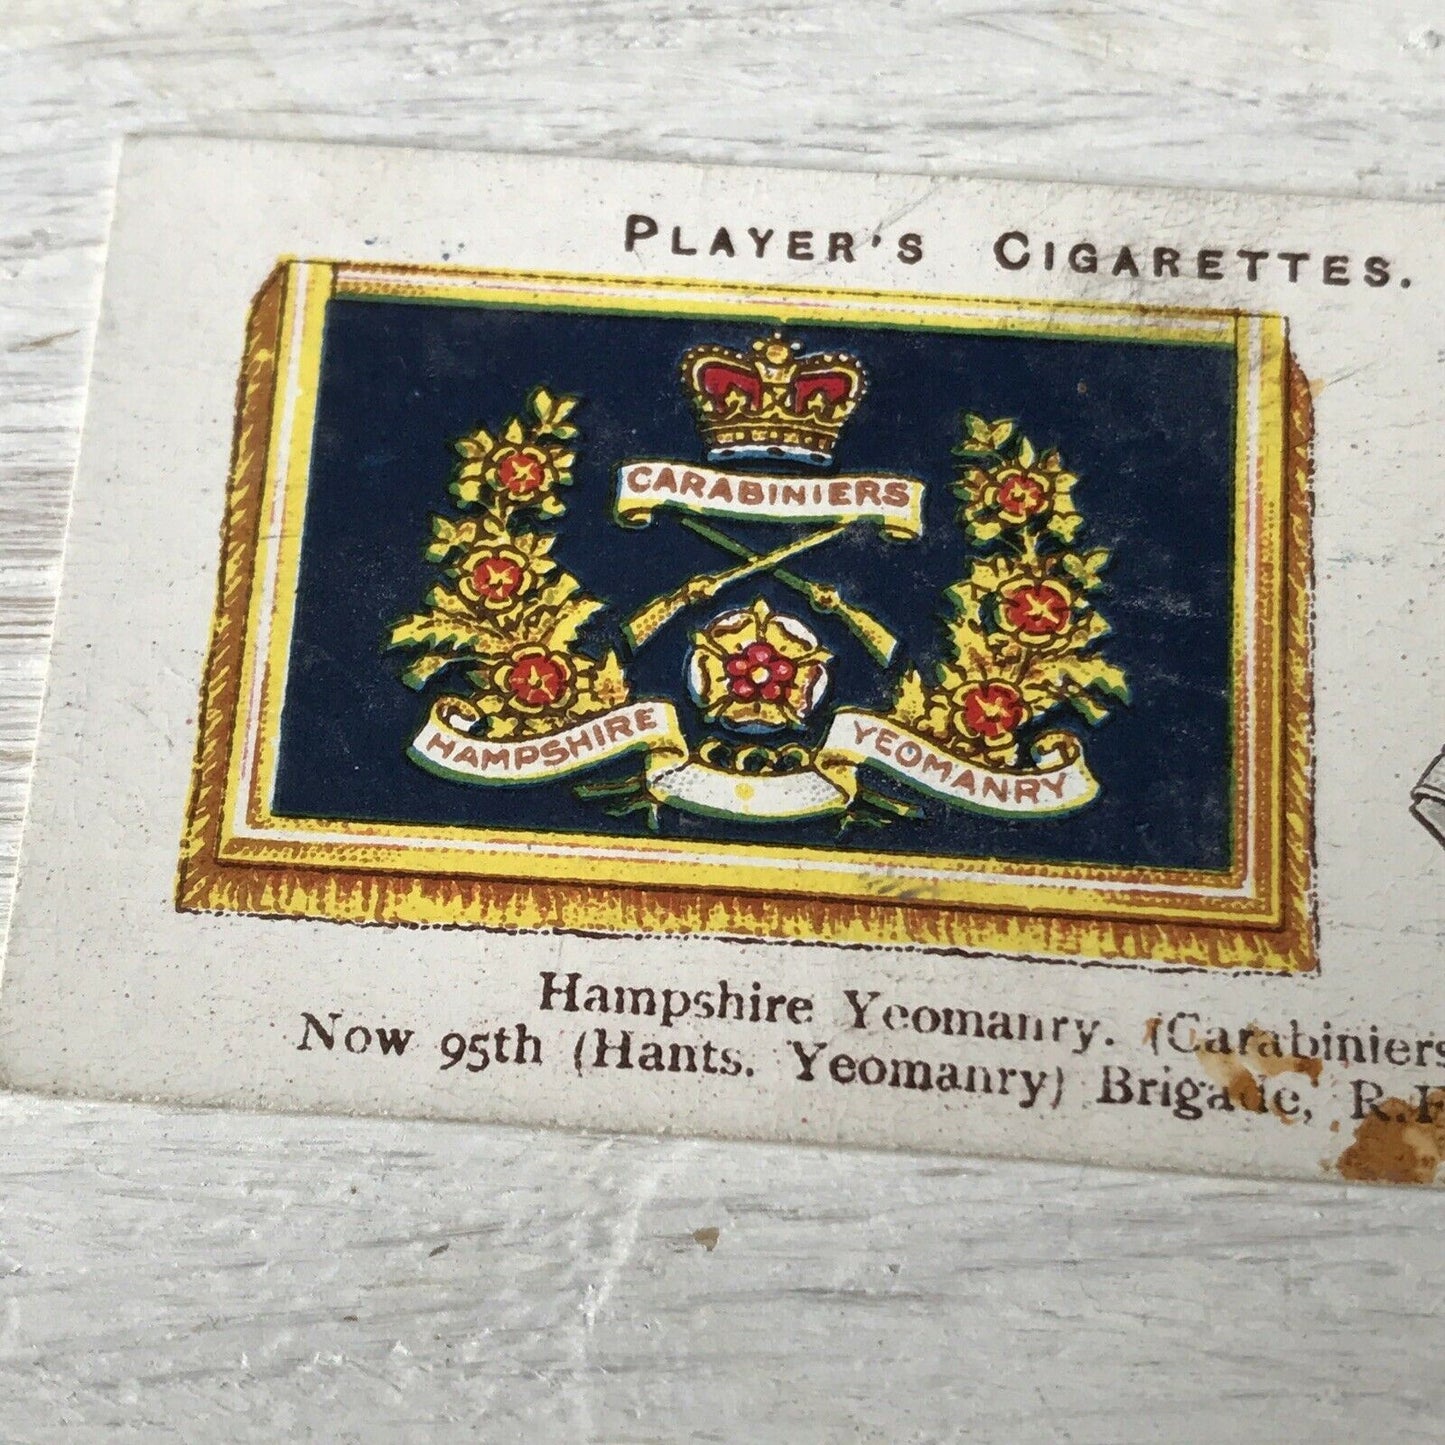 PLAYER'S CIGARETTES.
CARABINIERS
HAMPSHIRE YEOMANRY
Hampshire Yeomanry. (Carabiniers
Now 95th (Hants. Yeomanry) Brigade, R.F